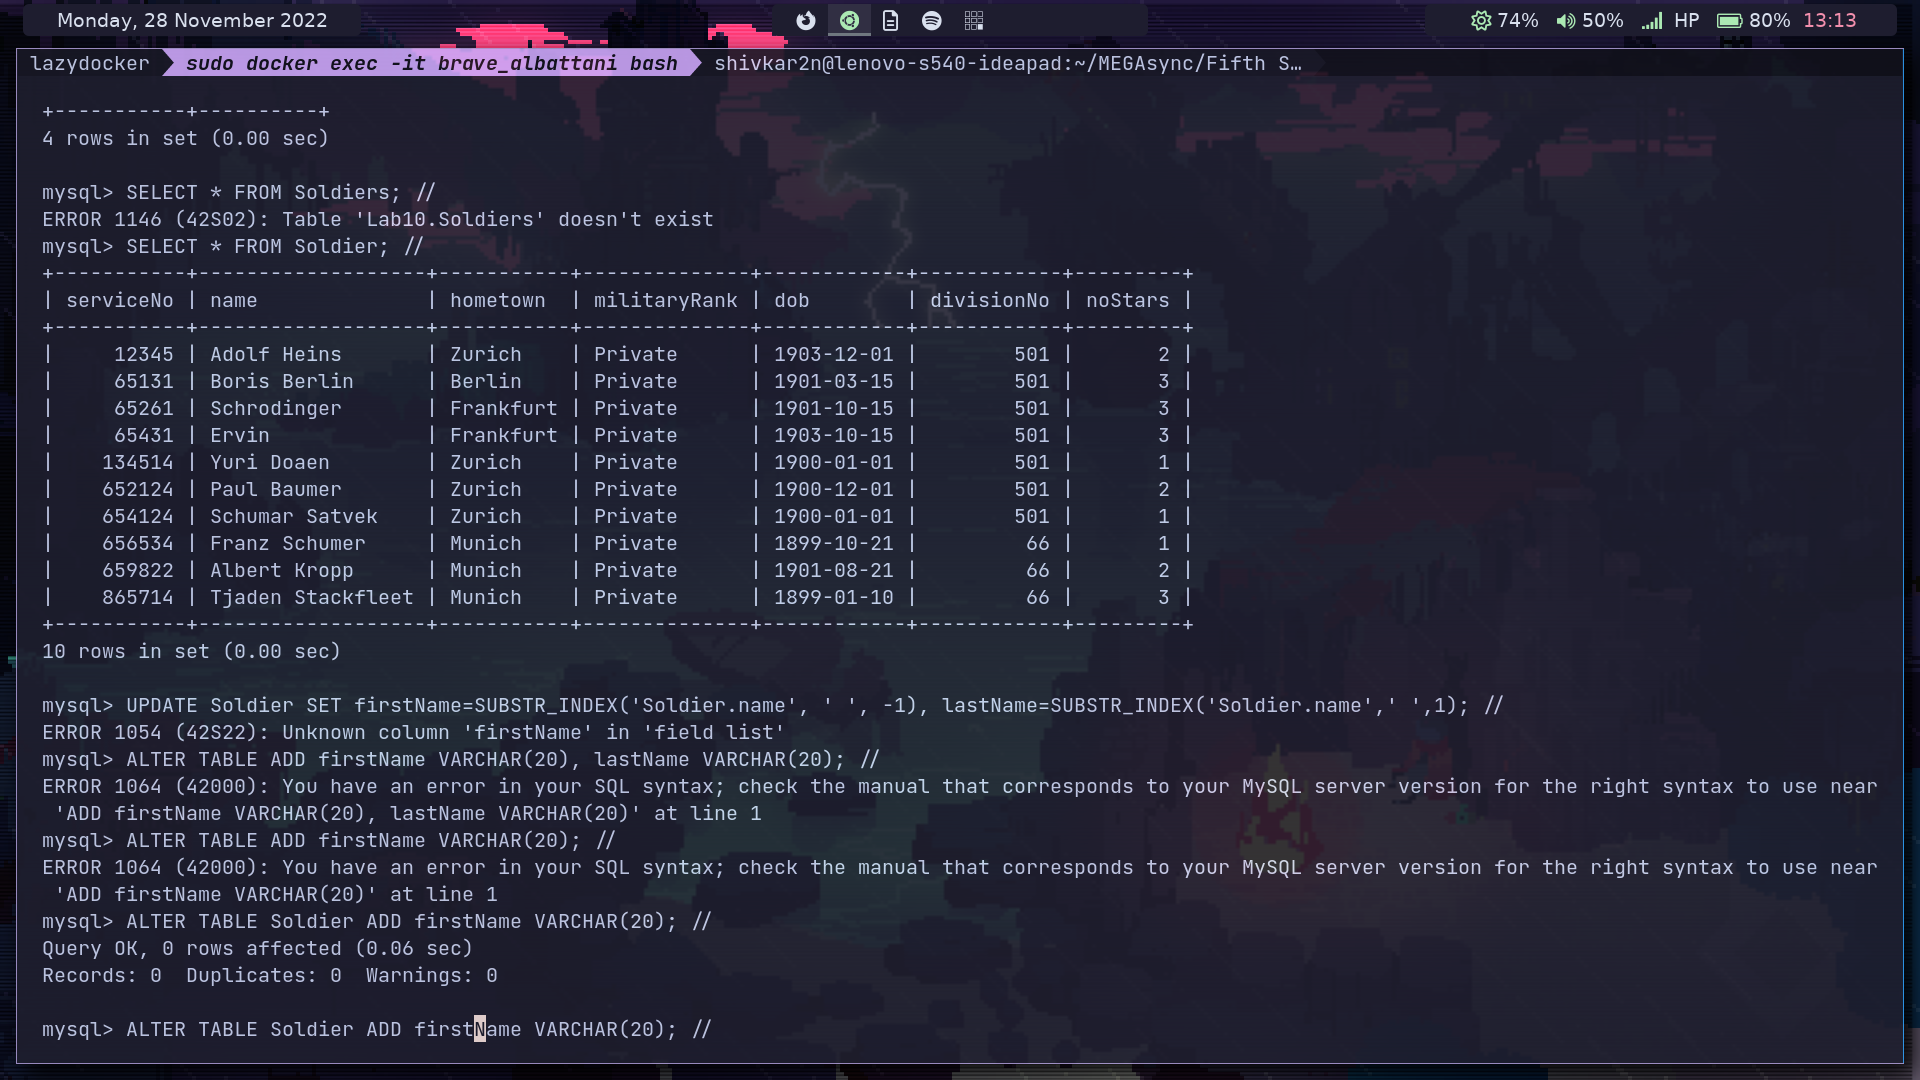 Monday, 28 November 2022 74% 50% HP 80% 13:13
lazydocker sudo docker exec -it brave_albattani bash shivkar2n@lenovo-s540-ideapad:~/MEGAsync/Fifth S…
+-----------+----------+
4 rows in set (0.00 sec)
mysql> SELECT * FROM Soldiers; //
ERROR 1146 (42S02): Table 'Lab10.Soldiers' doesn't exist
mysql> SELECT * FROM Soldier; //
+-----------+-------------------+-----------+--------------+------------+------------+---------+
| serviceNo | name              | hometown  | militaryRank | dob        | divisionNo | noStars |
+-----------+-------------------+-----------+--------------+------------+------------+---------+
|     12345 | Adolf Heins       | Zurich    | Private      | 1903-12-01 |        501 |       2 |
|     65131 | Boris Berlin      | Berlin    | Private      | 1901-03-15 |        501 |       3 |
|     65261 | Schrodinger       | Frankfurt | Private      | 1901-10-15 |        501 |       3 |
|     65431 | Ervin             | Frankfurt | Private      | 1903-10-15 |        501 |       3 |
|    134514 | Yuri Doaen        | Zurich    | Private      | 1900-01-01 |        501 |       1 |
|    652124 | Paul Baumer       | Zurich    | Private      | 1900-12-01 |        501 |       2 |
|    654124 | Schumar Satvek    | Zurich    | Private      | 1900-01-01 |        501 |       1 |
|    656534 | Franz Schumer     | Munich    | Private      | 1899-10-21 |         66 |       1 |
|    659822 | Albert Kropp      | Munich    | Private      | 1901-08-21 |         66 |       2 |
|    865714 | Tjaden Stackfleet | Munich    | Private      | 1899-01-10 |         66 |       3 |
+-----------+-------------------+-----------+--------------+------------+------------+---------+
10 rows in set (0.00 sec)
mysql> UPDATE Soldier SET firstName=SUBSTR_INDEX('Soldier.name', ' ', -1), lastName=SUBSTR_INDEX('Soldier.name',' ',1); //
ERROR 1054 (42S22): Unknown column 'firstName' in 'field list'
mysql> ALTER TABLE ADD firstName VARCHAR(20), lastName VARCHAR(20); //
ERROR 1064 (42000): You have an error in your SQL syntax; check the manual that corresponds to your MySQL server version for the right syntax to use near
'ADD firstName VARCHAR(20), lastName VARCHAR(20)' at line 1
mysql> ALTER TABLE ADD firstName VARCHAR(20); //
ERROR 1064 (42000): You have an error in your SQL syntax; check the manual that corresponds to your MySQL server version for the right syntax to use near
'ADD firstName VARCHAR(20)' at line 1
mysql> ALTER TABLE Soldier ADD firstName VARCHAR(20); //
Query OK, 0 rows affected (0.06 sec)
Records: 0  Duplicates: 0  Warnings: 0
mysql> ALTER TABLE Soldier ADD firstName VARCHAR(20); //